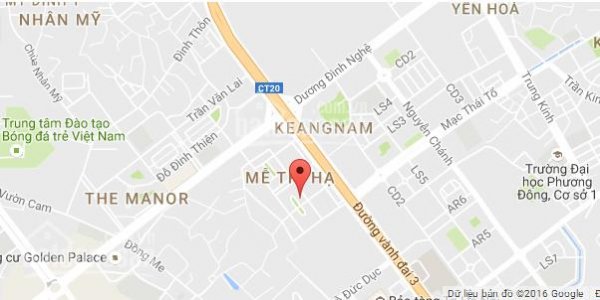 NHÂN MỸ
YÊN HOÀ
Đình Thôn
Châu Nhân Mỹ
Trần Văn Lai
CT20
Dương Đình Nghệ
CD2
Trung tâm Đào tạo
Bóng đá trẻ Việt Nam
Đỗ Đình Thiện
KEANGNAM
LS4
LS3
CD3
Nguyễn Chánh
Mạc Thái Tổ
Trung Kính
Trần Kim
MỄ TRÌ HẠ
THE MANOR
Vườn Cam
Đồng Me
g cư Golden Palace
Đường vành đai 3
CD2
LS5
AR6
AR5
LS7
Trường Đại
học Phương
Đông, Cơ sở 1
ỗ Đức Dục
Dữ liệu bản đồ ©2016 Google